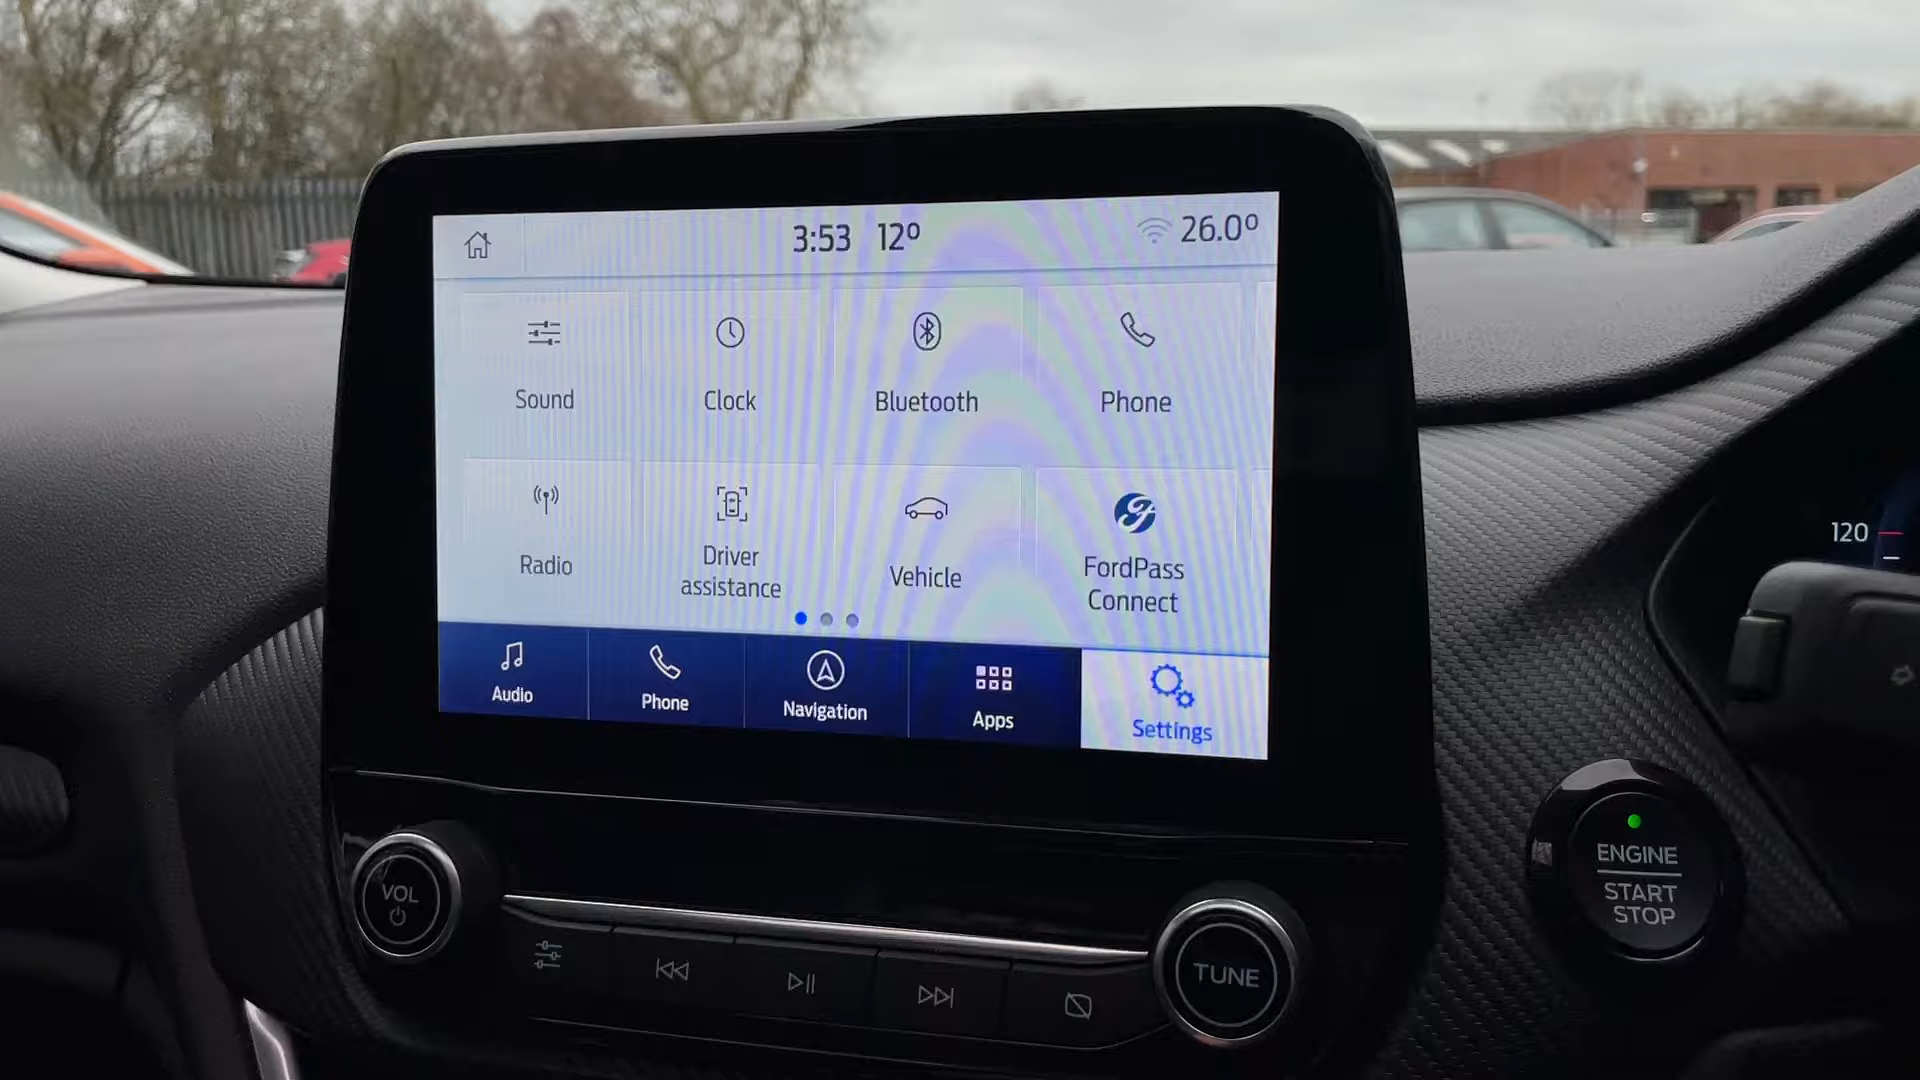 3:53 12° 26.0°
Sound Clock Bluetooth Phone
Radio Driver assistance Vehicle FordPass Connect
Audio Phone Navigation Apps Settings
120
VOL
TUNE
ENGINE
START
STOP